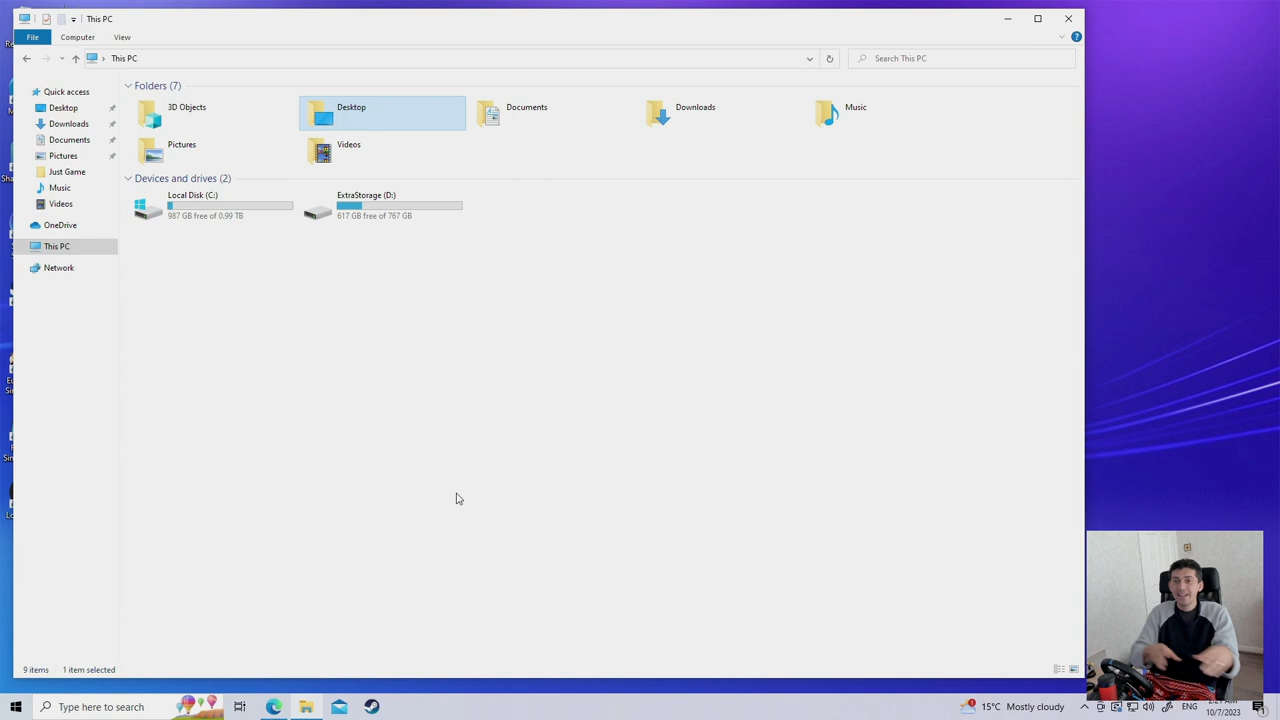 This PC
File
Computer
View
This PC
Search This PC
Quick access
Desktop
Downloads
Documents
Pictures
Just Game
Music
Videos
OneDrive
This PC
Network
Folders (7)
3D Objects
Desktop
Documents
Downloads
Music
Pictures
Videos
Devices and drives (2)
Local Disk (C:)
987 GB free of 0.99 TB
ExtraStorage (D:)
617 GB free of 767 GB
9 items
1 item selected
Type here to search
15°C Mostly cloudy
ENG
10/7/2023